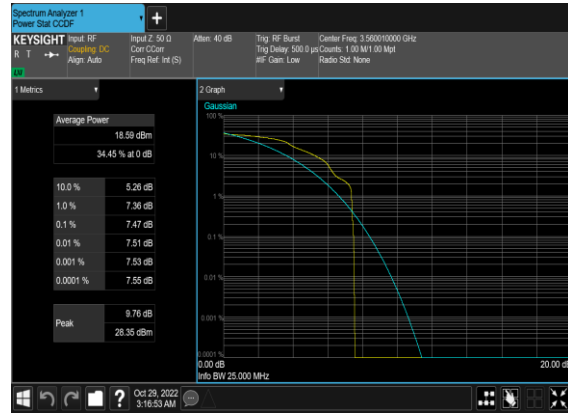 Spectrum Analyzer 1
Power Stat CCDF
+
KEYSIGHT
R T
LXI
Input: RF
Coupling: DC
Align: Auto
Input Z: 50 Ω
Corr CCorr
Freq Ref: Int (S)
Atten: 40 dB
Trig: RF Burst
Trig Delay: 500.0 µs
#IF Gain: Low
Center Freq: 3.560010000 GHz
Counts: 1.00 M/1.00 Mpt
Radio Std: None
1 Metrics
Average Power
18.59 dBm
34.45 % at 0 dB
10.0 % 5.26 dB
1.0 % 7.36 dB
0.1 % 7.47 dB
0.01 % 7.51 dB
0.001 % 7.53 dB
0.0001 % 7.55 dB
Peak
9.76 dB
28.35 dBm
2 Graph
Gaussian
100 %
10 %
1 %
0.1 %
0.01 %
0.001 %
0.0001 %
0.00 dB
20.00 dB
Info BW 25.000 MHz
?
Oct 29, 2022
3:16:53 AM